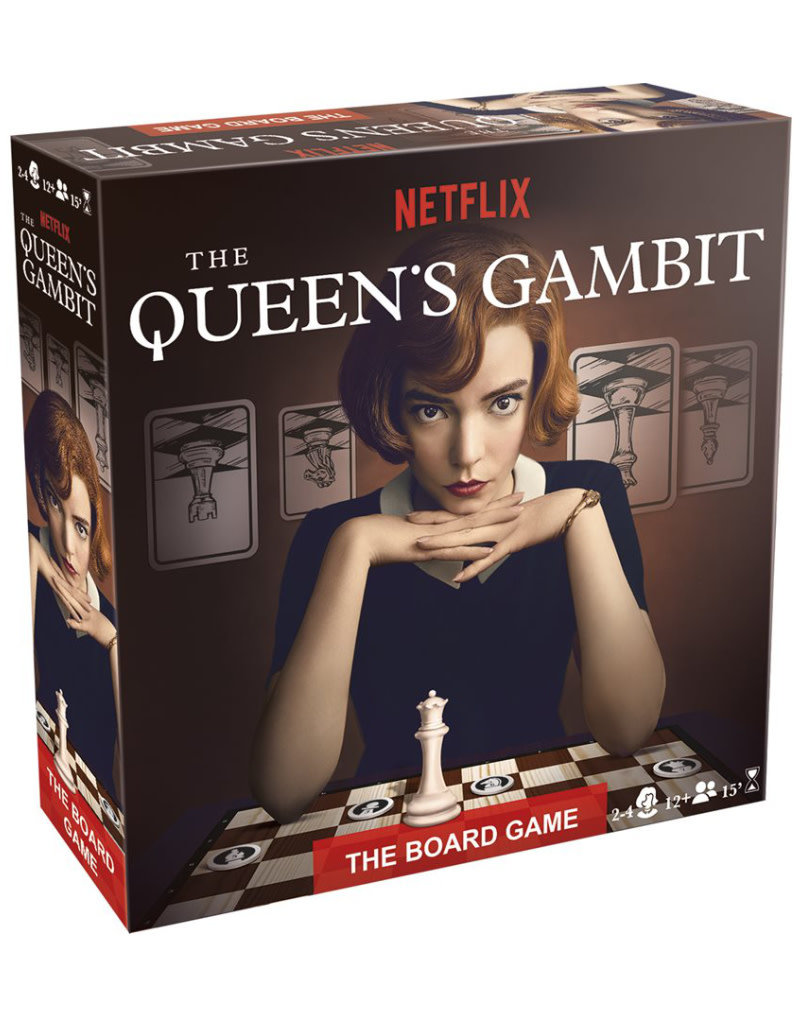 THE BOARD GAME
THE QUEEN'S GAMBIT
NETFLIX
2-4 12+ 15'
THE NETFLIX
QUEEN'S
GAMBIT
THE BOARD
GAME
NETFLIX
THE
QUEEN'S GAMBIT
THE BOARD GAME
2-4 12+ 15'